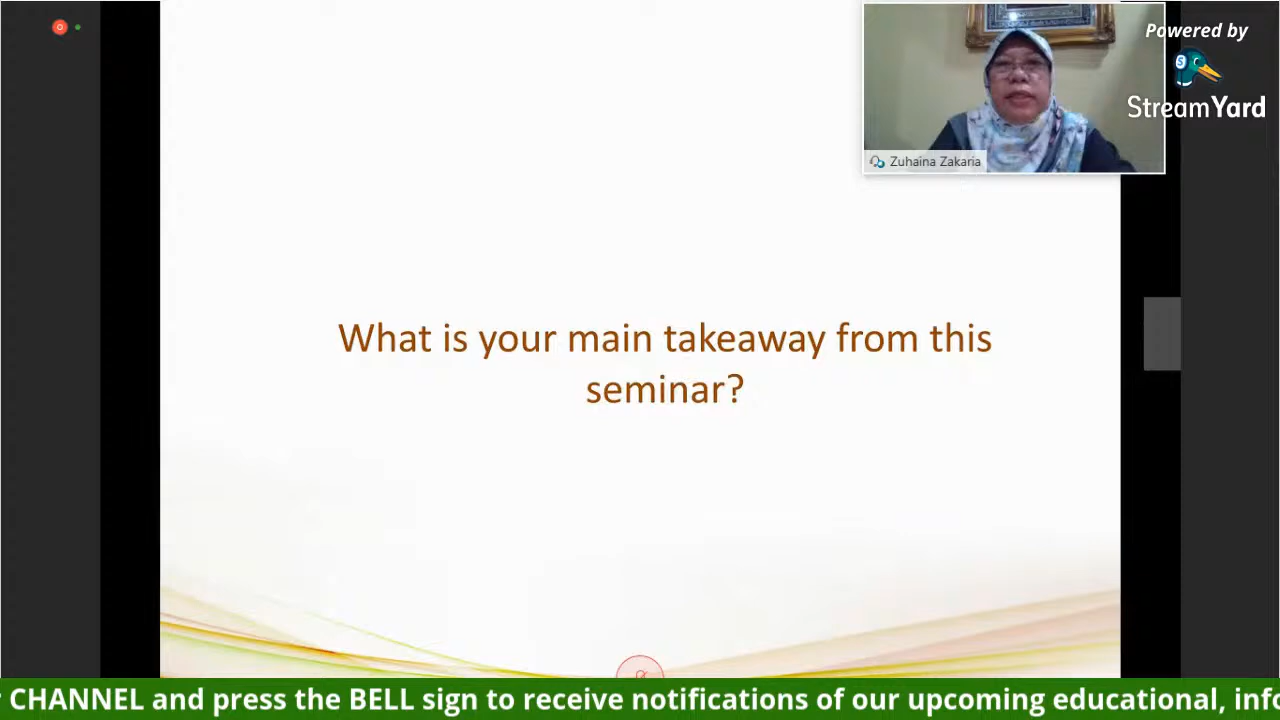 Powered by
StreamYard
Zuhaina Zakaria
What is your main takeaway from this
seminar?
CHANNEL and press the BELL sign to receive notifications of our upcoming educational,